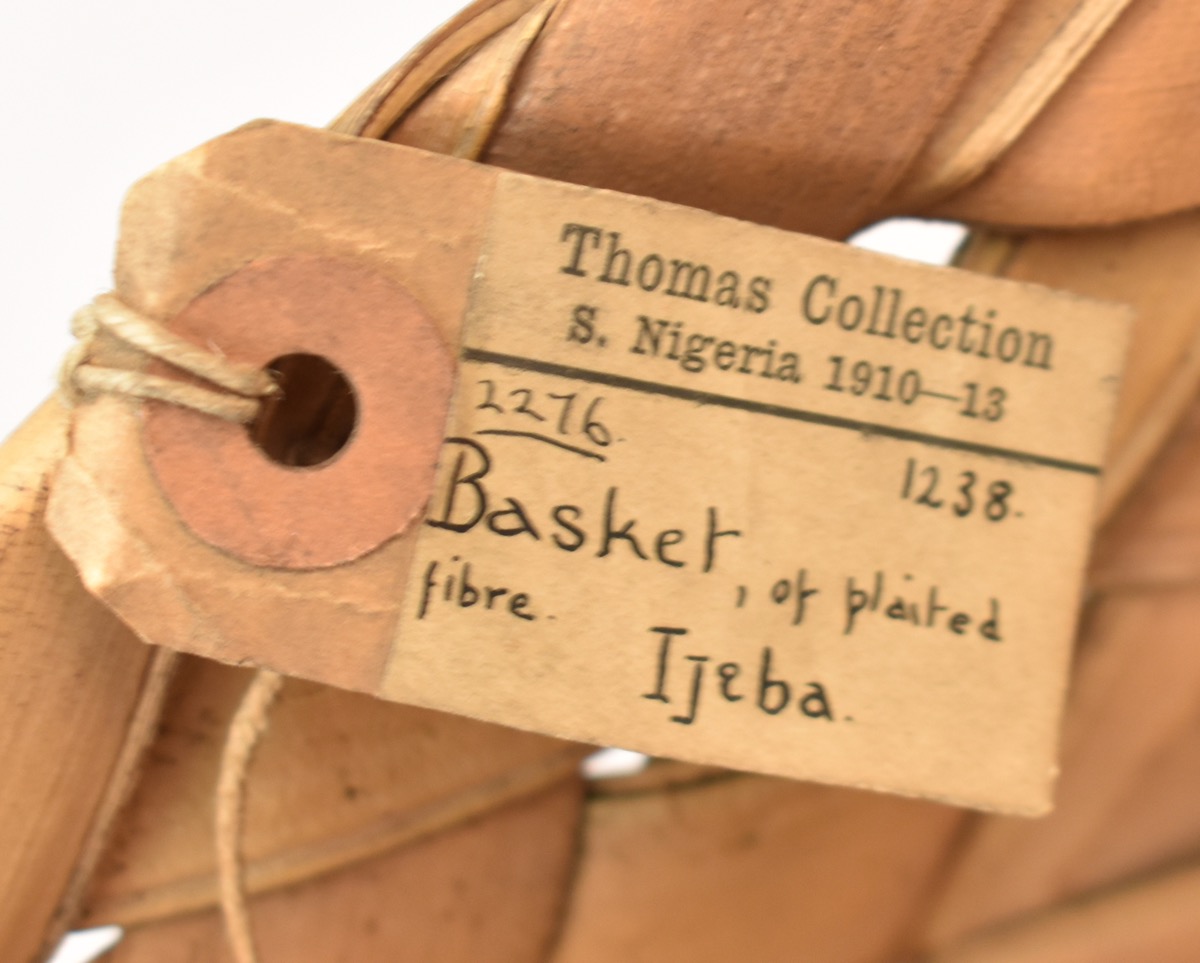 Thomas Collection
S. Nigeria 1910—13
2276.
1238.
Basket, of plaited
fibre.
Ijeba.